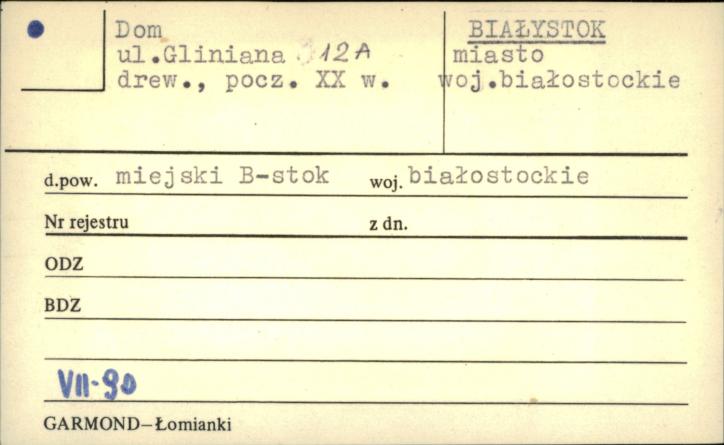 Dom
ul.Gliniana 12A
drew., pocz. XX w.
BIAŁYSTOK
miasto
woj.białostockie
d.pow. miejski B-stok woj. białostockie
Nr rejestru z dn.
ODZ
BDZ
VII-90
GARMOND–Łomianki